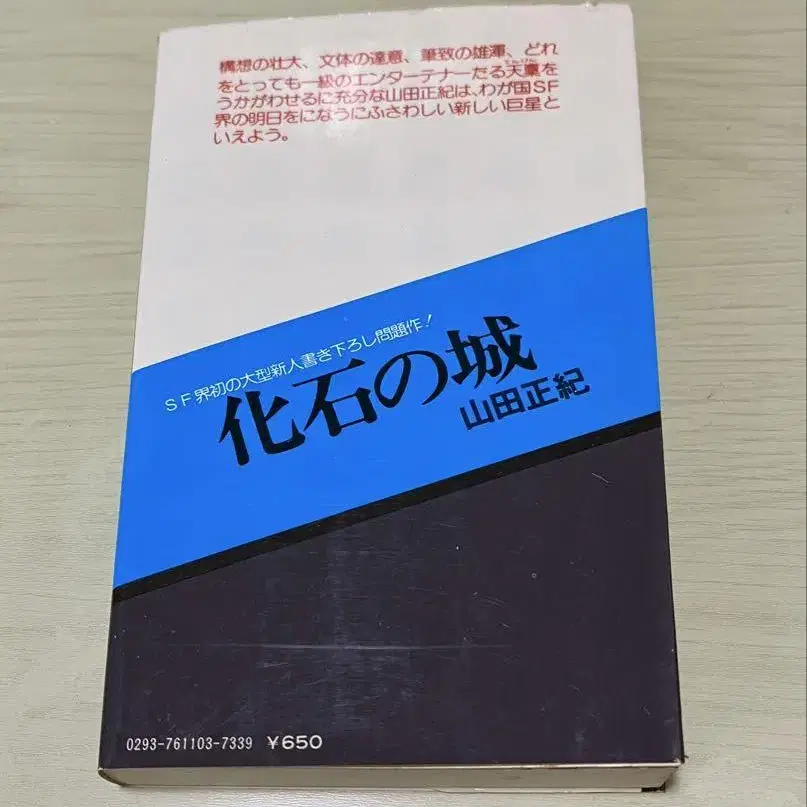 構想の壮大、文体の達意、筆致の雄渾、どれ
をとっても一級のエンターテナーたる天稟を
てんぴん
うかがわせるに充分な山田正紀は、わが国SF
界の明日をになうにふさわしい新しい巨星と
いえよう。
SF界初の大型新人書き下ろし問題作!
化石の城
山田正紀
0293-761103-7339 ¥650